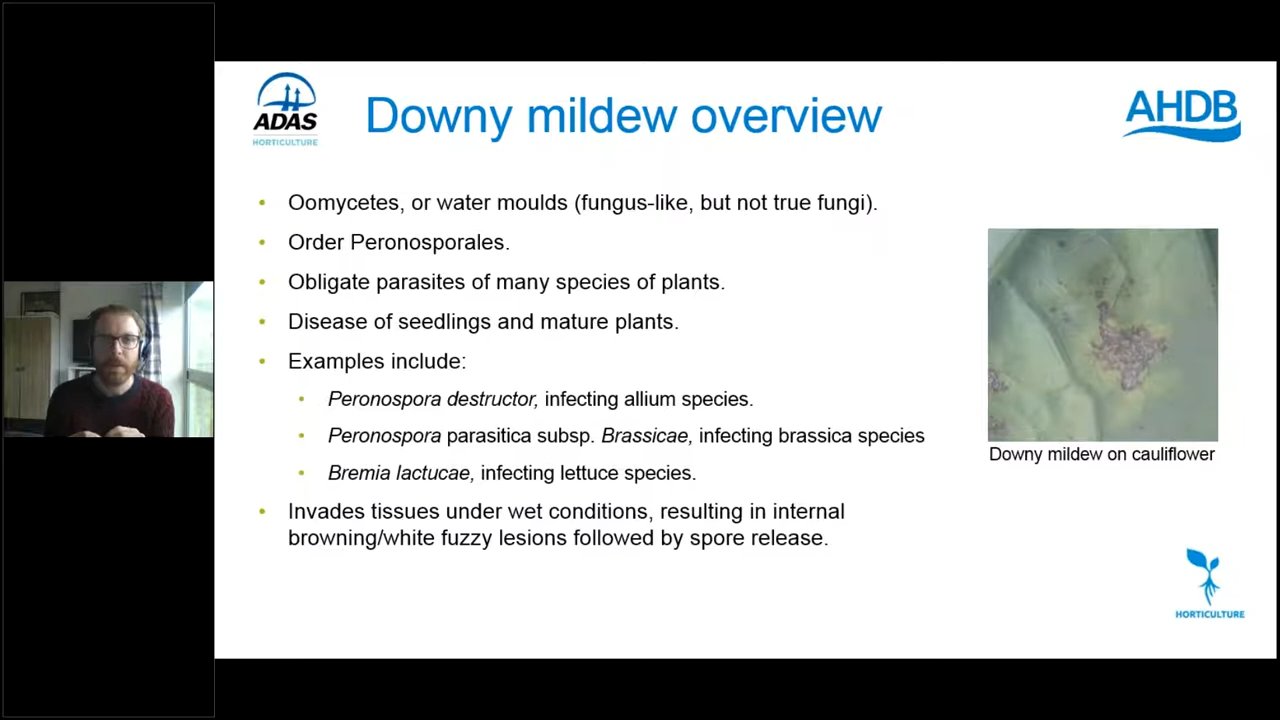 ADAS
HORTICULTURE
Downy mildew overview
AHDB
• Oomycetes, or water moulds (fungus-like, but not true fungi).
• Order Peronosporales.
• Obligate parasites of many species of plants.
• Disease of seedlings and mature plants.
• Examples include:
• Peronospora destructor, infecting allium species.
• Peronospora parasitica subsp. Brassicae, infecting brassica species
• Bremia lactucae, infecting lettuce species.
• Invades tissues under wet conditions, resulting in internal
browning/white fuzzy lesions followed by spore release.
Downy mildew on cauliflower
HORTICULTURE